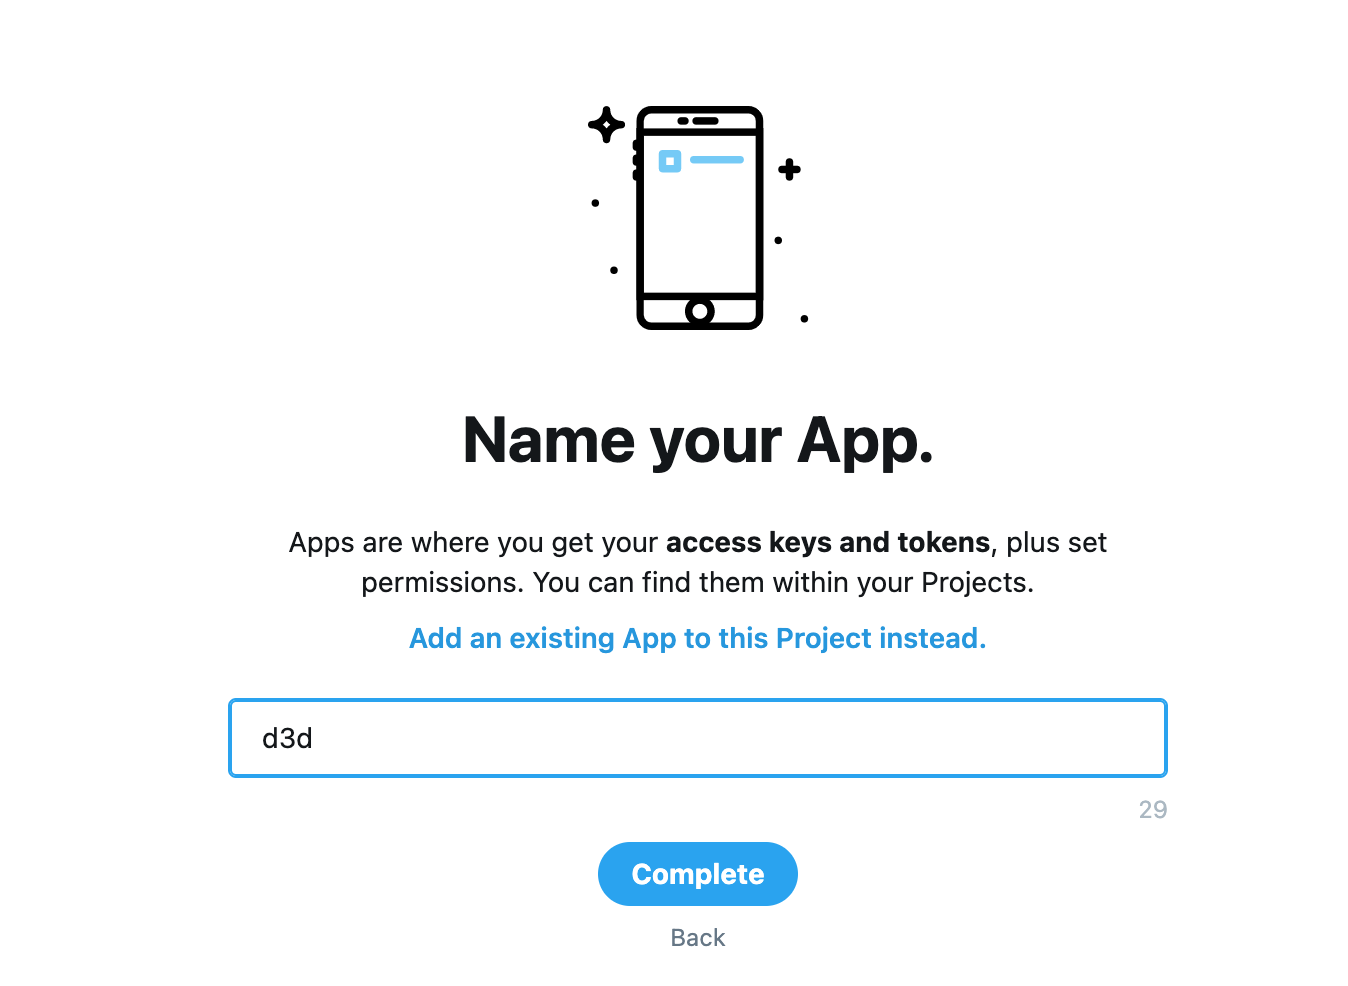 Name your App.
Apps are where you get your access keys and tokens, plus set
permissions. You can find them within your Projects.
Add an existing App to this Project instead.
d3d
29
Complete
Back